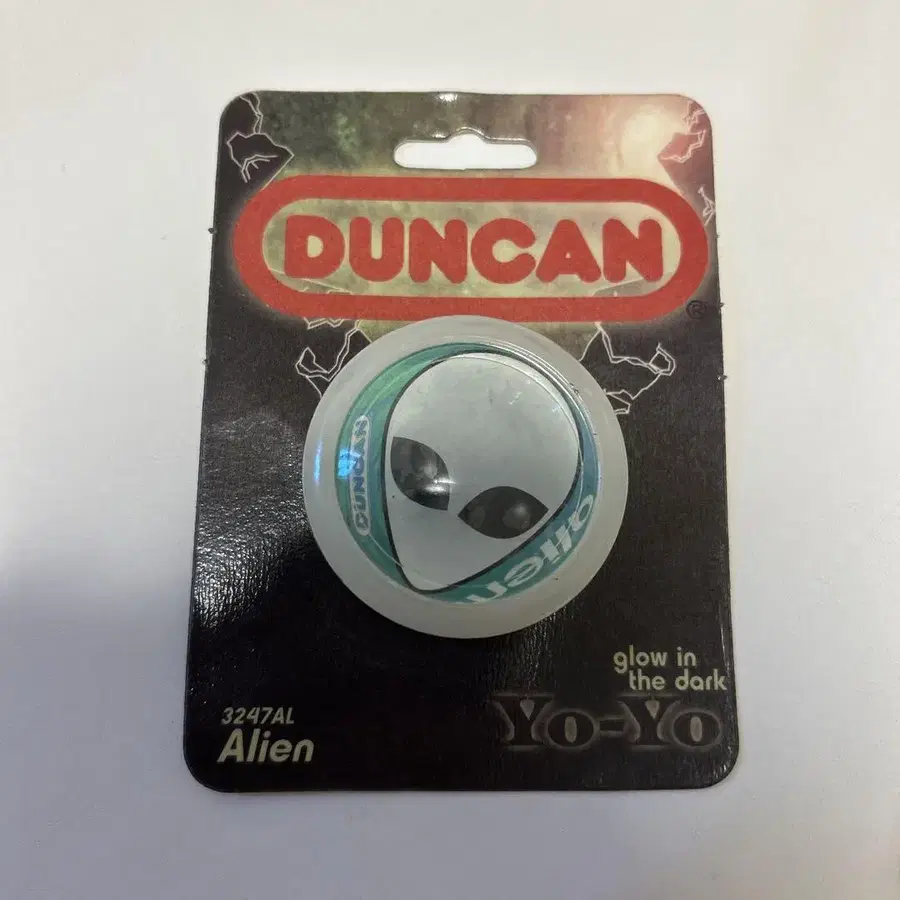 DUNCAN
®
DUNCAN
alien
glow in
the dark
Yo-Yo
3247AL
Alien